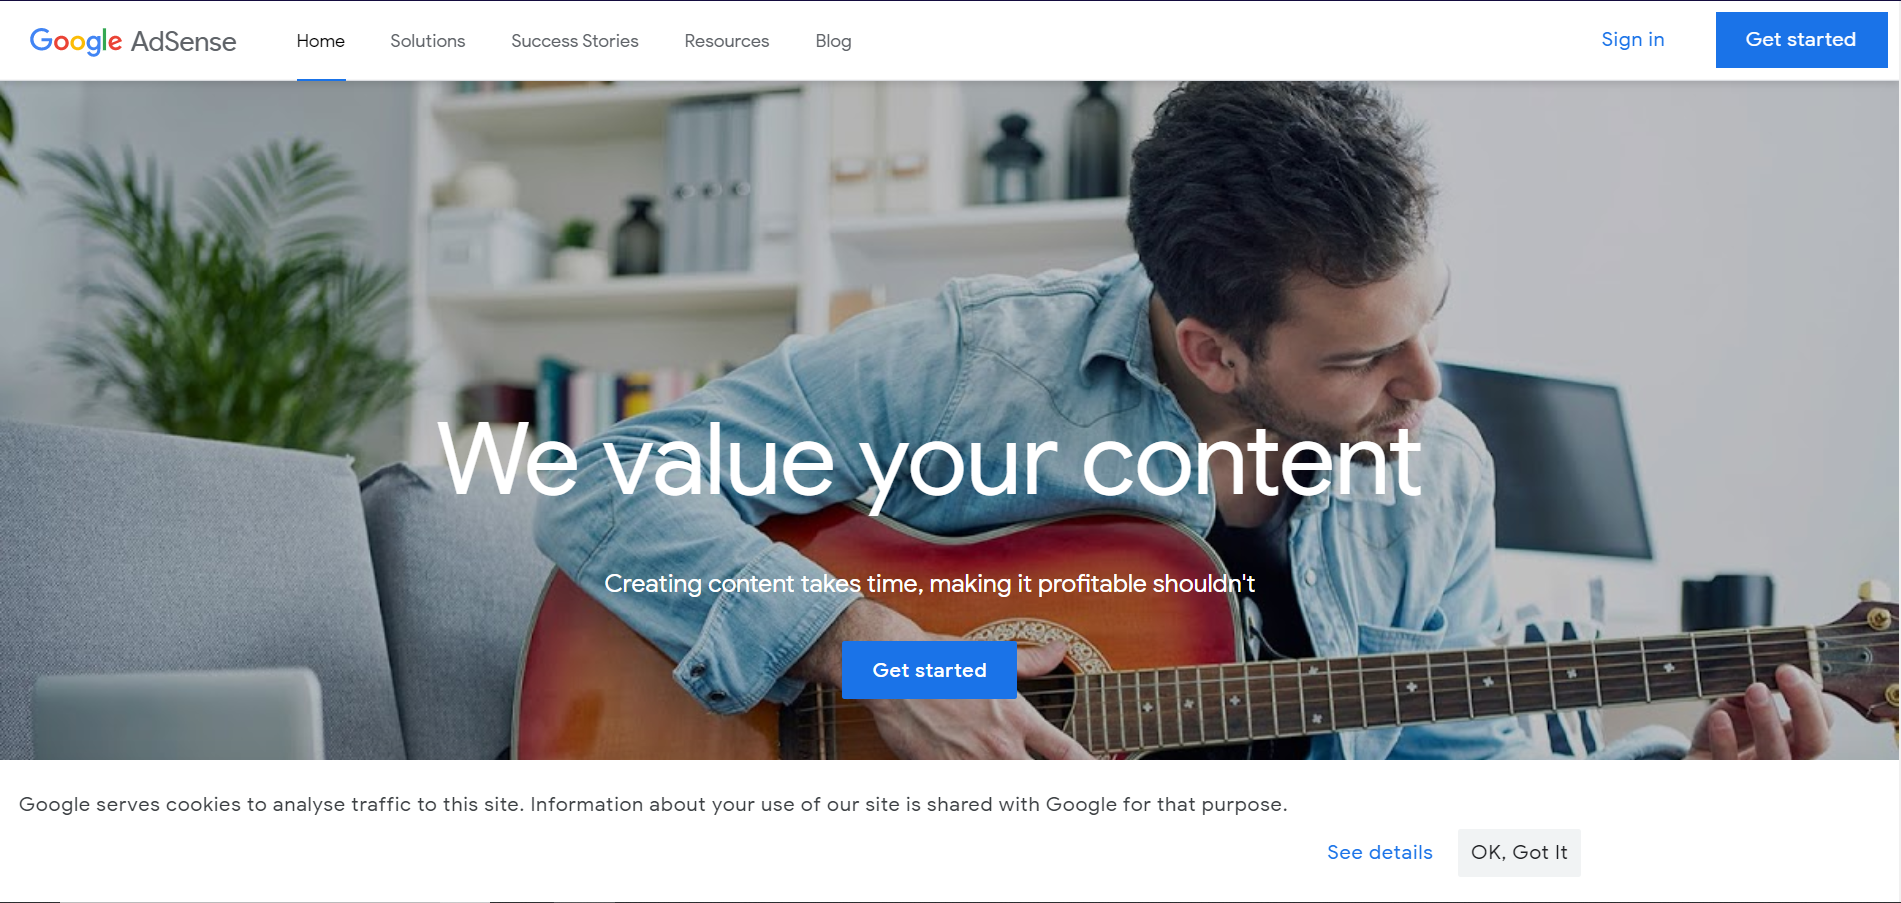 Google AdSense
Home
Solutions
Success Stories
Resources
Blog
Sign in
Get started
We value your content
Creating content takes time, making it profitable shouldn't
Get started
Google serves cookies to analyse traffic to this site. Information about your use of our site is shared with Google for that purpose.
See details
OK, Got It